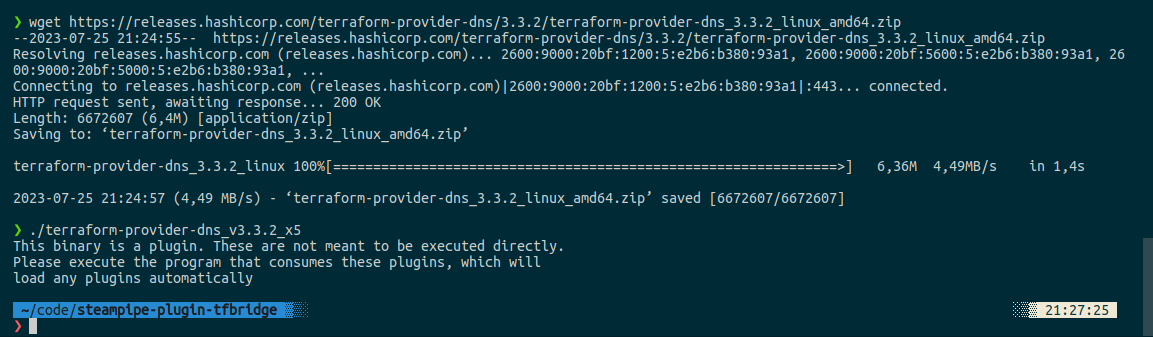 ❯ wget https://releases.hashicorp.com/terraform-provider-dns/3.3.2/terraform-provider-dns_3.3.2_linux_amd64.zip
--2023-07-25 21:24:55--  https://releases.hashicorp.com/terraform-provider-dns/3.3.2/terraform-provider-dns_3.3.2_linux_amd64.zip
Resolving releases.hashicorp.com (releases.hashicorp.com)... 2600:9000:20bf:1200:5:e2b6:b380:93a1, 2600:9000:20bf:5600:5:e2b6:b380:93a1, 26
00:9000:20bf:5000:5:e2b6:b380:93a1, ...
Connecting to releases.hashicorp.com (releases.hashicorp.com)|2600:9000:20bf:1200:5:e2b6:b380:93a1|:443... connected.
HTTP request sent, awaiting response... 200 OK
Length: 6672607 (6,4M) [application/zip]
Saving to: ‘terraform-provider-dns_3.3.2_linux_amd64.zip’
terraform-provider-dns_3.3.2_linux 100%[================================================================>]   6,36M  4,49MB/s    in 1,4s
2023-07-25 21:24:57 (4,49 MB/s) - ‘terraform-provider-dns_3.3.2_linux_amd64.zip’ saved [6672607/6672607]
❯ ./terraform-provider-dns_v3.3.2_x5
This binary is a plugin. These are not meant to be executed directly.
Please execute the program that consumes these plugins, which will
load any plugins automatically
~/code/steampipe-plugin-tfbridge 21:27:25
❯